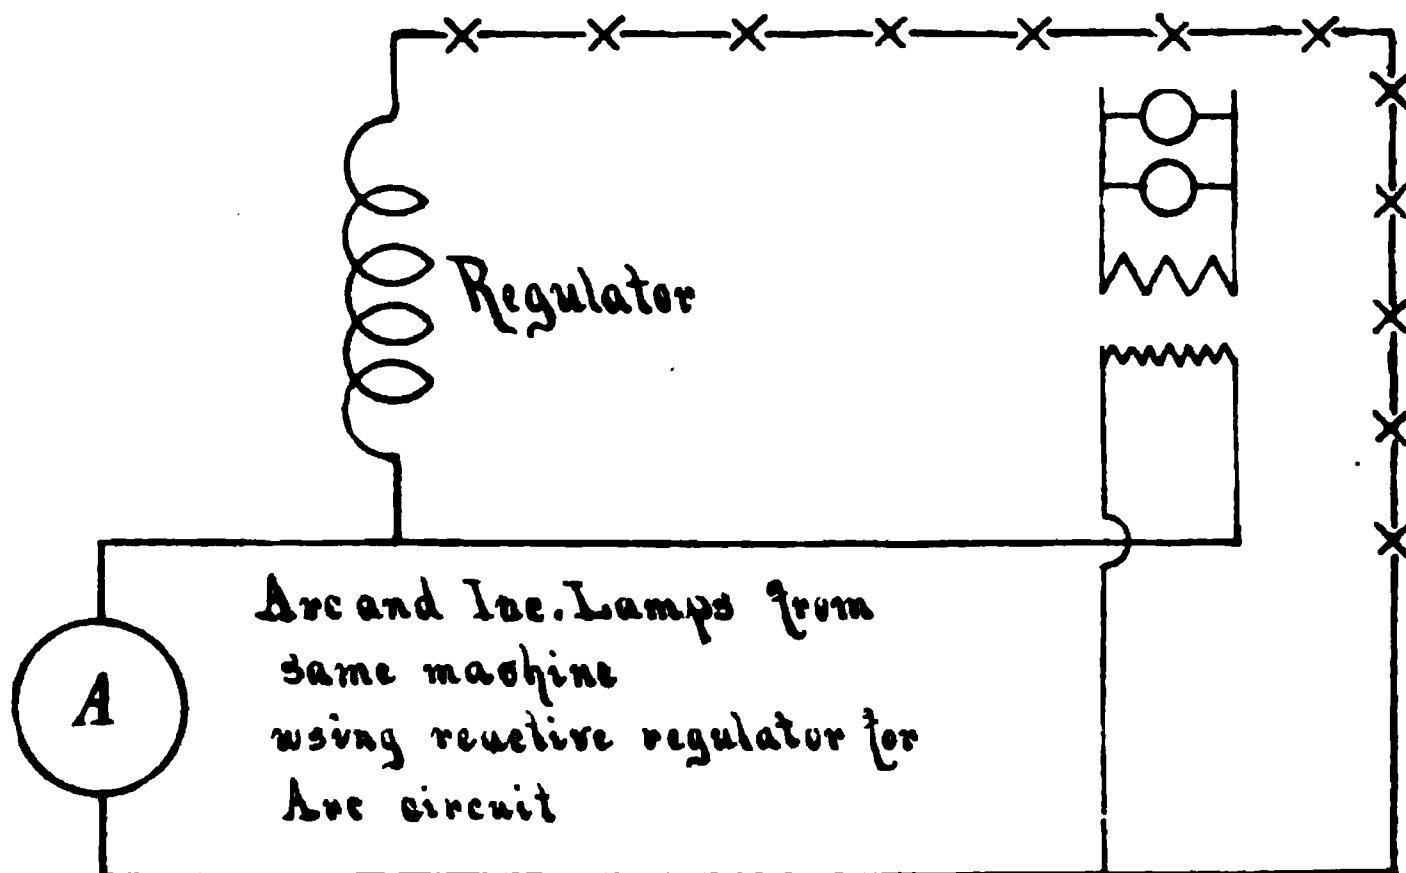 Regulator
Arc and Inc. Lamps from
same machine
using reactive regulator for
Arc circuit
A